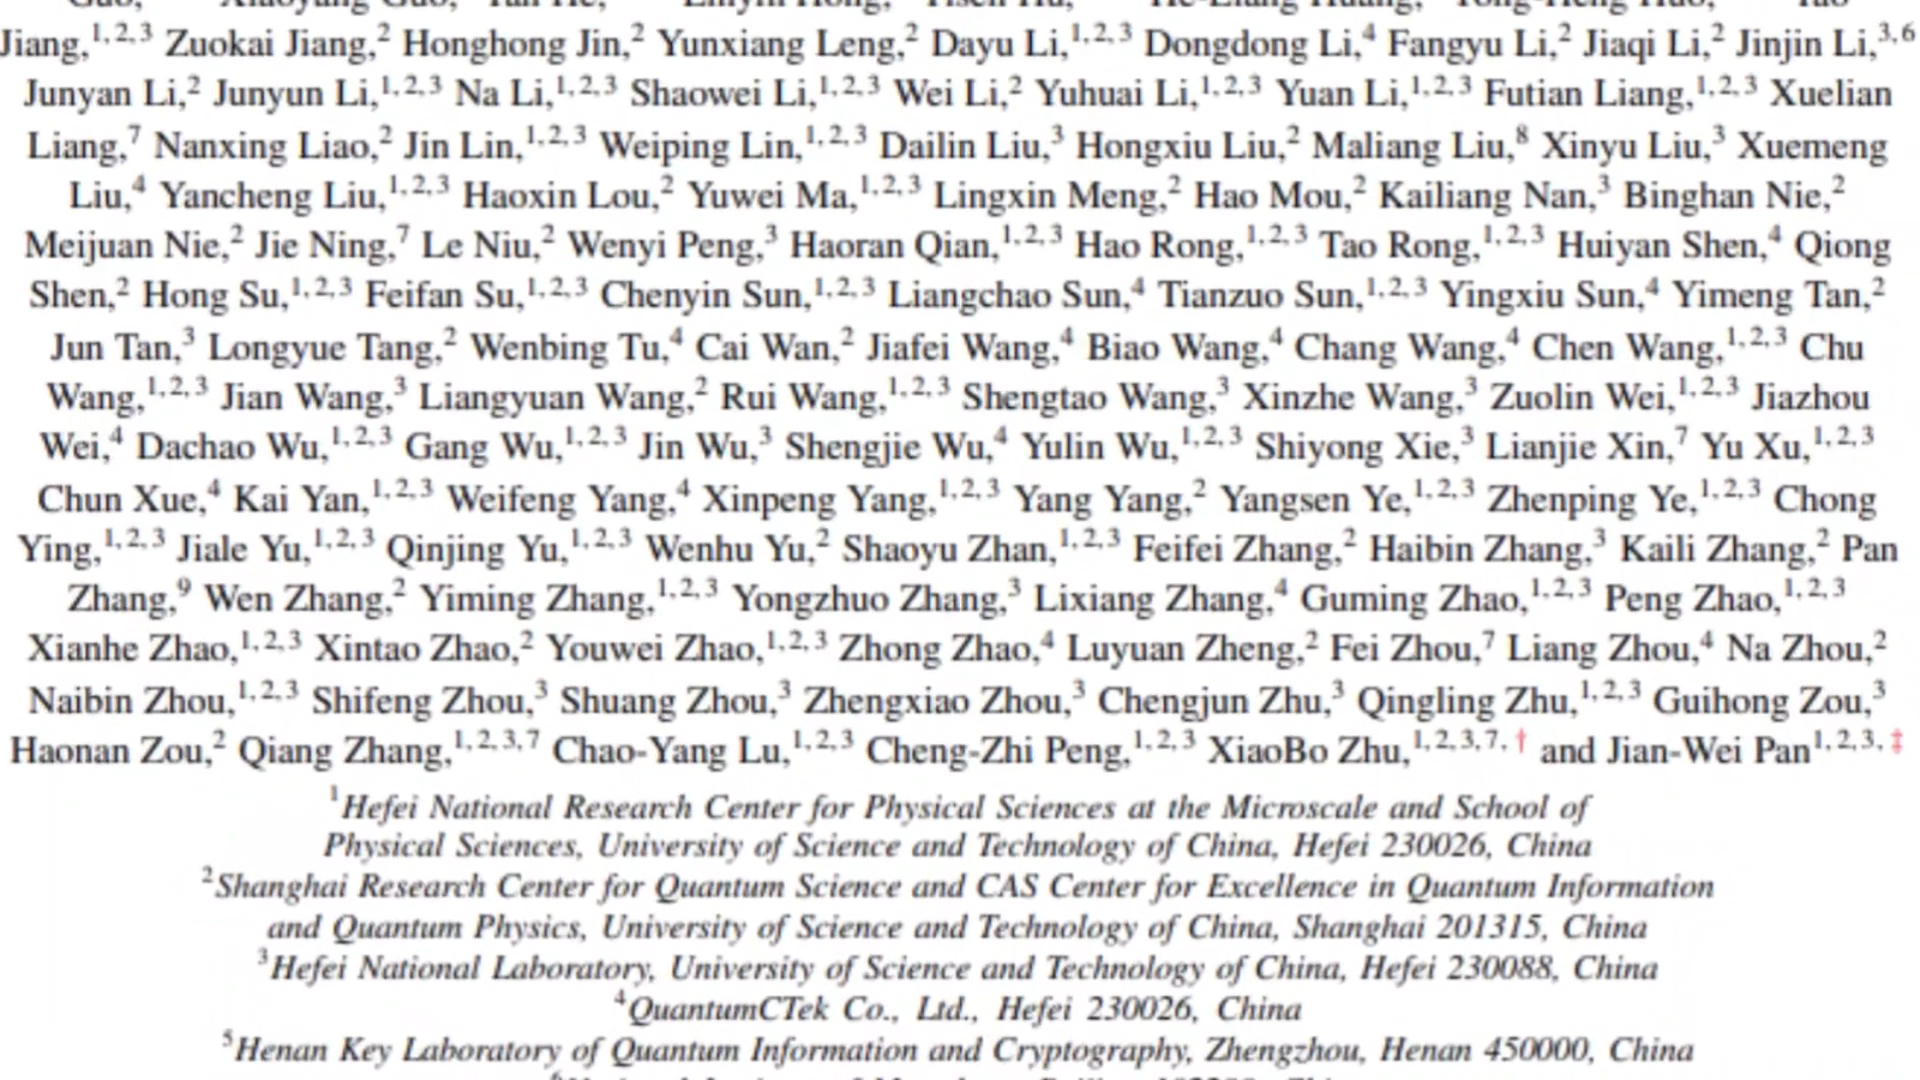 Jiang,1,2,3 Zuokai Jiang,2 Honghong Jin,2 Yunxiang Leng,2 Dayu Li,1,2,3 Dongdong Li,4 Fangyu Li,2 Jiaqi Li,2 Jinjin Li,3,6
Junyan Li,2 Junyun Li,1,2,3 Na Li,1,2,3 Shaowei Li,1,2,3 Wei Li,2 Yuhuai Li,1,2,3 Yuan Li,1,2,3 Futian Liang,1,2,3 Xuelian
Liang,7 Nanxing Liao,2 Jin Lin,1,2,3 Weiping Lin,1,2,3 Dailin Liu,3 Hongxiu Liu,2 Maliang Liu,8 Xinyu Liu,3 Xuemeng
Liu,4 Yancheng Liu,1,2,3 Haoxin Lou,2 Yuwei Ma,1,2,3 Lingxin Meng,2 Hao Mou,2 Kailiang Nan,3 Binghan Nie,2
Meijuan Nie,2 Jie Ning,7 Le Niu,2 Wenyi Peng,3 Haoran Qian,1,2,3 Hao Rong,1,2,3 Tao Rong,1,2,3 Huiyan Shen,4 Qiong
Shen,2 Hong Su,1,2,3 Feifan Su,1,2,3 Chenyin Sun,1,2,3 Liangchao Sun,4 Tianzuo Sun,1,2,3 Yingxiu Sun,4 Yimeng Tan,2
Jun Tan,3 Longyue Tang,2 Wenbing Tu,4 Cai Wan,2 Jiafei Wang,4 Biao Wang,4 Chang Wang,4 Chen Wang,1,2,3 Chu
Wang,1,2,3 Jian Wang,3 Liangyuan Wang,2 Rui Wang,1,2,3 Shengtao Wang,3 Xinzhe Wang,3 Zuolin Wei,1,2,3 Jiazhou
Wei,4 Dachao Wu,1,2,3 Gang Wu,1,2,3 Jin Wu,3 Shengjie Wu,4 Yulin Wu,1,2,3 Shiyong Xie,3 Lianjie Xin,7 Yu Xu,1,2,3
Chun Xue,4 Kai Yan,1,2,3 Weifeng Yang,4 Xinpeng Yang,1,2,3 Yang Yang,2 Yangsen Ye,1,2,3 Zhenping Ye,1,2,3 Chong
Ying,1,2,3 Jiale Yu,1,2,3 Qinjing Yu,1,2,3 Wenhu Yu,2 Shaoyu Zhan,1,2,3 Feifei Zhang,2 Haibin Zhang,3 Kaili Zhang,2 Pan
Zhang,9 Wen Zhang,2 Yiming Zhang,1,2,3 Yongzhuo Zhang,3 Lixiang Zhang,4 Guming Zhao,1,2,3 Peng Zhao,1,2,3
Xianhe Zhao,1,2,3 Xintao Zhao,2 Youwei Zhao,1,2,3 Zhong Zhao,4 Luyuan Zheng,2 Fei Zhou,7 Liang Zhou,4 Na Zhou,2
Naibin Zhou,1,2,3 Shifeng Zhou,3 Shuang Zhou,3 Zhengxiao Zhou,3 Chengjun Zhu,3 Qingling Zhu,1,2,3 Guihong Zou,3
Haonan Zou,2 Qiang Zhang,1,2,3,7 Chao-Yang Lu,1,2,3 Cheng-Zhi Peng,1,2,3 XiaoBo Zhu,1,2,3,7,† and Jian-Wei Pan1,2,3,‡
1Hefei National Research Center for Physical Sciences at the Microscale and School of
Physical Sciences, University of Science and Technology of China, Hefei 230026, China
2Shanghai Research Center for Quantum Science and CAS Center for Excellence in Quantum Information
and Quantum Physics, University of Science and Technology of China, Shanghai 201315, China
3Hefei National Laboratory, University of Science and Technology of China, Hefei 230088, China
4QuantumCTek Co., Ltd., Hefei 230026, China
5Henan Key Laboratory of Quantum Information and Cryptography, Zhengzhou, Henan 450000, China